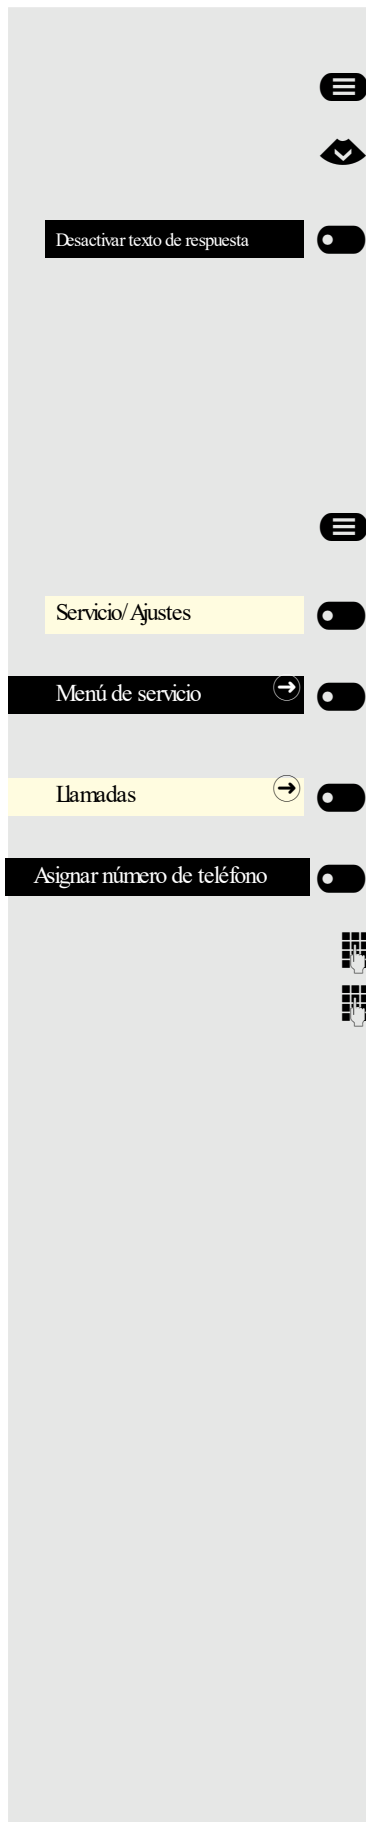 Desactivar texto de respuesta
Servicio/Ajustes
Menú de servicio
Llamadas
Asignar número de teléfono